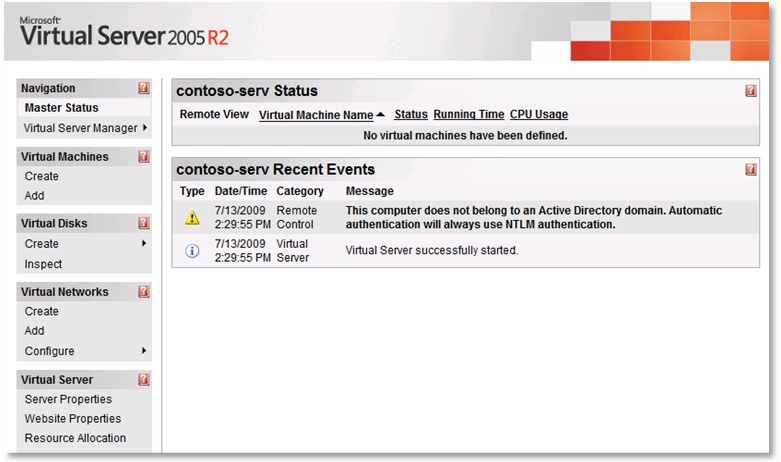 Microsoft
Virtual Server 2005 R2
Navigation
Master Status
Virtual Server Manager
Virtual Machines
Create
Add
Virtual Disks
Create
Inspect
Virtual Networks
Create
Add
Configure
Virtual Server
Server Properties
Website Properties
Resource Allocation
contoso-serv Status
Remote View Virtual Machine Name Status Running Time CPU Usage
No virtual machines have been defined.
contoso-serv Recent Events
Type Date/Time Category Message
7/13/2009 Remote This computer does not belong to an Active Directory domain. Automatic
2:29:55 PM Control authentication will always use NTLM authentication.
7/13/2009 Virtual Virtual Server successfully started.
2:29:55 PM Server